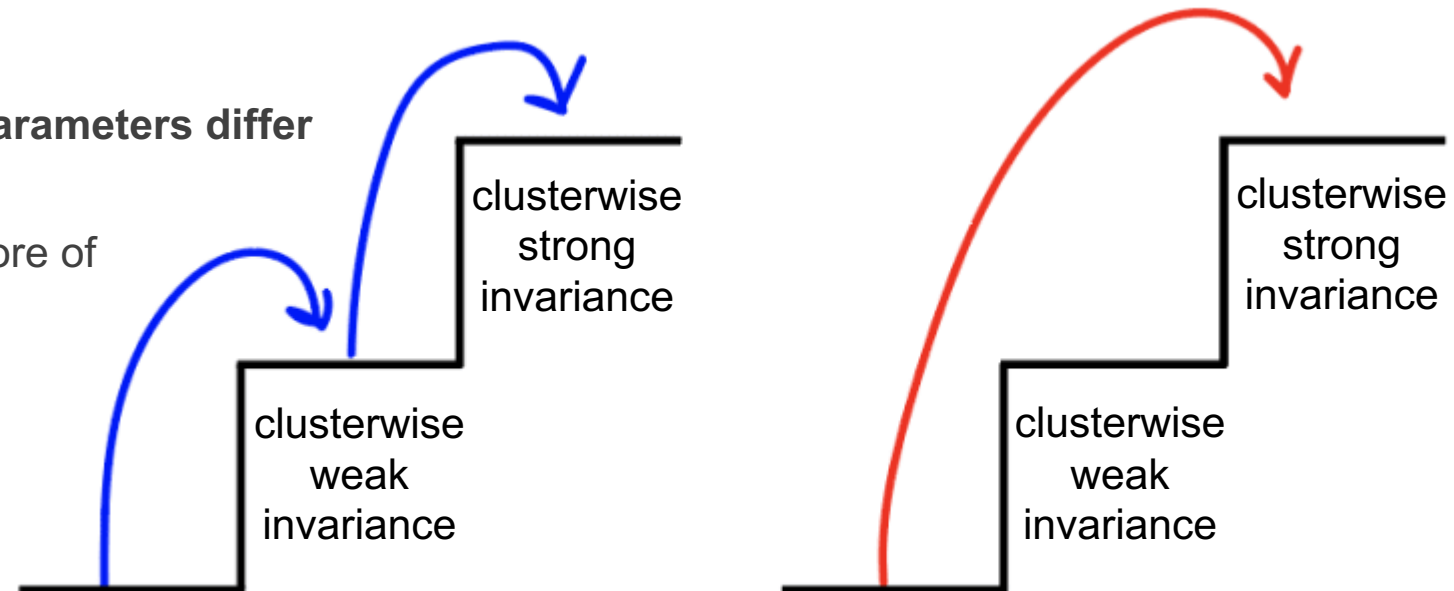 arameters differ
ore of
clusterwise
strong
invariance
clusterwise
weak
invariance
clusterwise
strong
invariance
clusterwise
weak
invariance